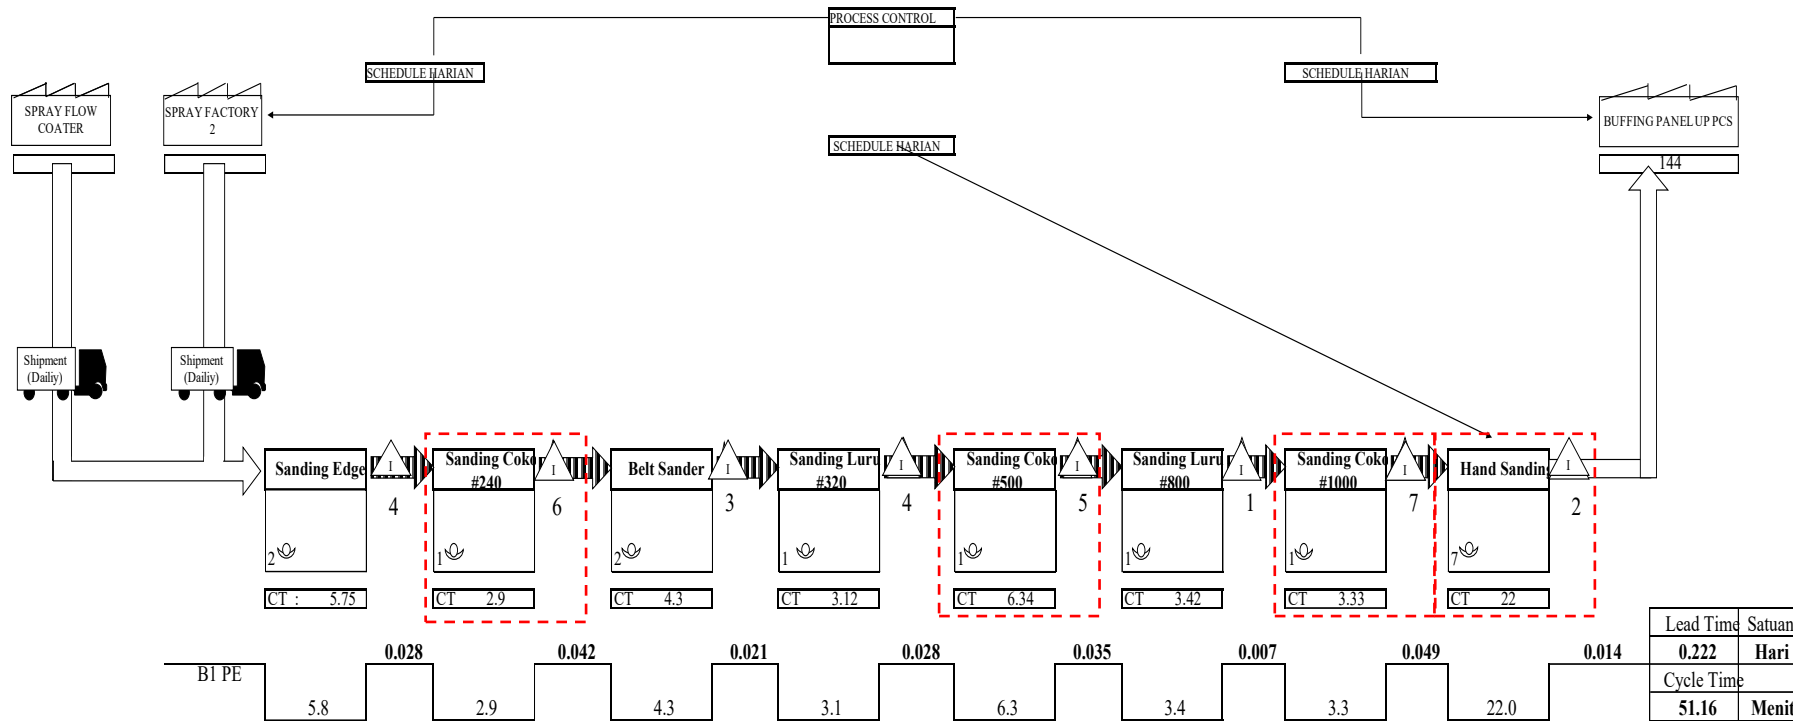 PROCESS CONTROL
SCHEDULE HARIAN
SCHEDULE HARIAN
SPRAY FLOW
COATER
SPRAY FACTORY
2
BUFFING PANEL UP PCS
SCHEDULE HARIAN
144
Shipment
(Dailiy)
Shipment
(Dailiy)
Sanding Edge
I
Sanding Coko
#240
I
Belt Sander
I
Sanding Luru
#320
I
Sanding Coko
#500
I
Sanding Luru
#800
I
Sanding Coko
#1000
I
Hand Sanding
I
4
6
3
4
5
1
7
2
2
1
2
1
1
1
1
7
CT : 5.75
CT 2.9
CT 4.3
CT 3.12
CT 6.34
CT 3.42
CT 3.33
CT 22
Lead Time Satuan
0.028 0.042 0.021 0.028 0.035 0.007 0.049 0.014
0.222 Hari
B1 PE
Cycle Time
5.8 2.9 4.3 3.1 6.3 3.4 3.3 22.0
51.16 Menit